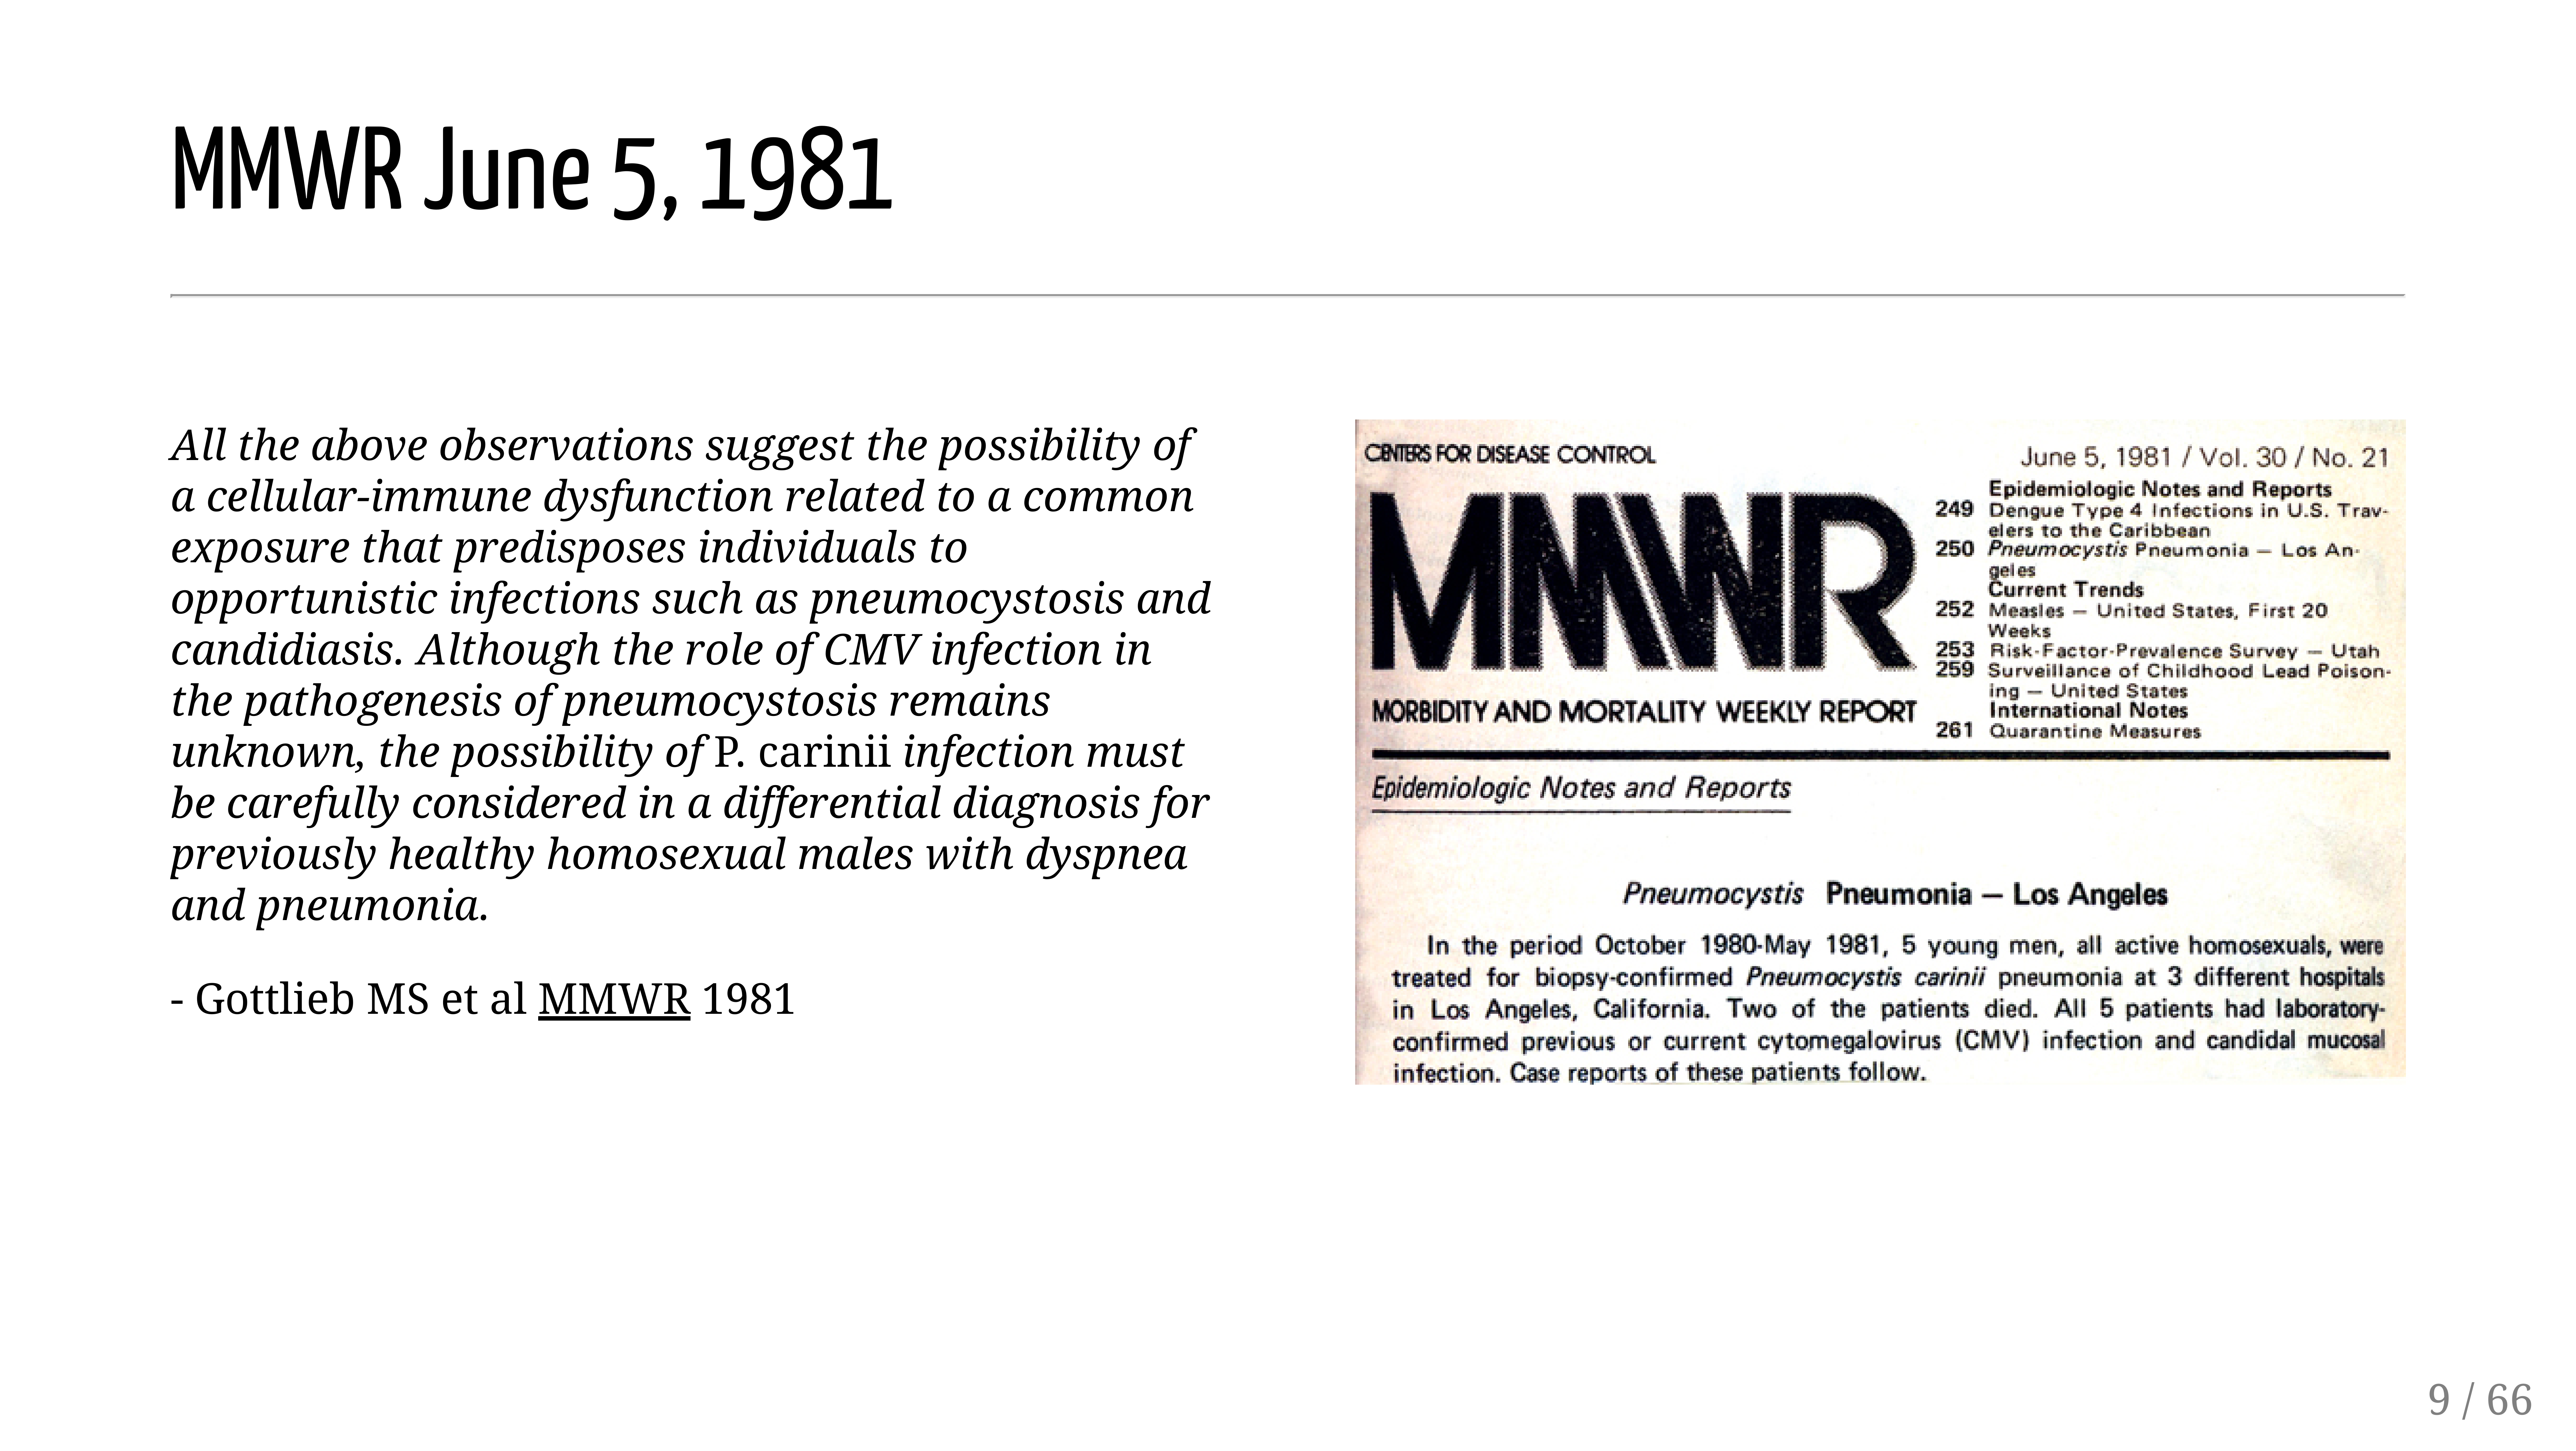 MMWR June 5, 1981
All the above observations suggest the possibility of
a cellular-immune dysfunction related to a common
exposure that predisposes individuals to
opportunistic infections such as pneumocystosis and
candidiasis. Although the role of CMV infection in
the pathogenesis of pneumocystosis remains
unknown, the possibility of P. carinii infection must
be carefully considered in a differential diagnosis for
previously healthy homosexual males with dyspnea
and pneumonia.
- Gottlieb MS et al MMWR 1981
CENTERS FOR DISEASE CONTROL
June 5, 1981 / Vol. 30 / No. 21
MMWR
MORBIDITY AND MORTALITY WEEKLY REPORT
Epidemiologic Notes and Reports
249 Dengue Type 4 Infections in U.S. Trav-
elers to the Caribbean
250 Pneumocystis Pneumonia — Los An-
geles
Current Trends
252 Measles — United States, First 20
Weeks
253 Risk-Factor-Prevalence Survey — Utah
259 Surveillance of Childhood Lead Poison-
ing — United States
International Notes
261 Quarantine Measures
Epidemiologic Notes and Reports
Pneumocystis Pneumonia — Los Angeles
In the period October 1980-May 1981, 5 young men, all active homosexuals, were
treated for biopsy-confirmed Pneumocystis carinii pneumonia at 3 different hospitals
in Los Angeles, California. Two of the patients died. All 5 patients had laboratory-
confirmed previous or current cytomegalovirus (CMV) infection and candidal mucosal
infection. Case reports of these patients follow.
9 / 66